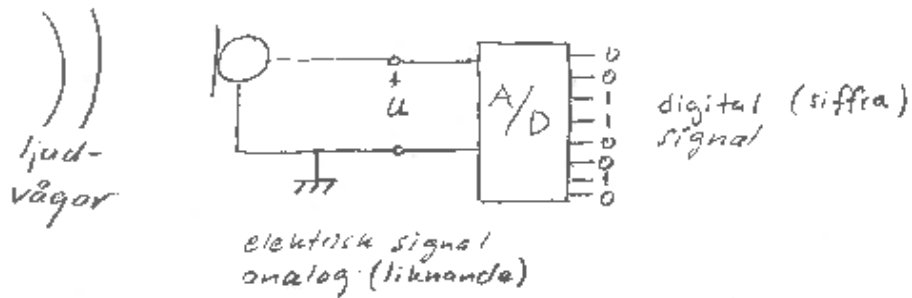 ljud-
vågor
u
A/D
0
0
1
1
0
0
1
0
digital (siffra)
signal
elektrisk signal
analog (liknande)